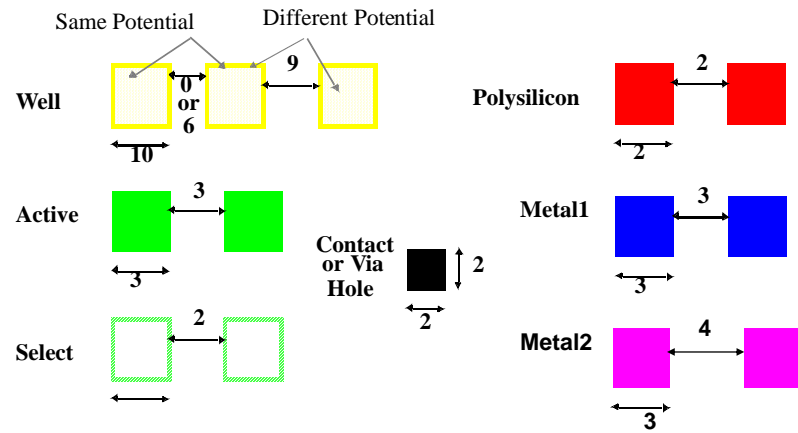 Same Potential
Different Potential
Well
0
or
6
9
10
Polysilicon
2
2
Active
3
3
Metal1
3
3
Contact
or Via
Hole
2
2
Select
2
Metal2
4
3